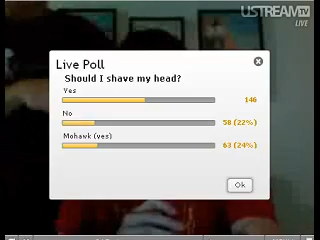 USTREAM TV
LIVE
Live Poll
Should I shave my head?
Yes
146
No
58 (22%)
Mohawk (yes)
63 (24%)
Ok